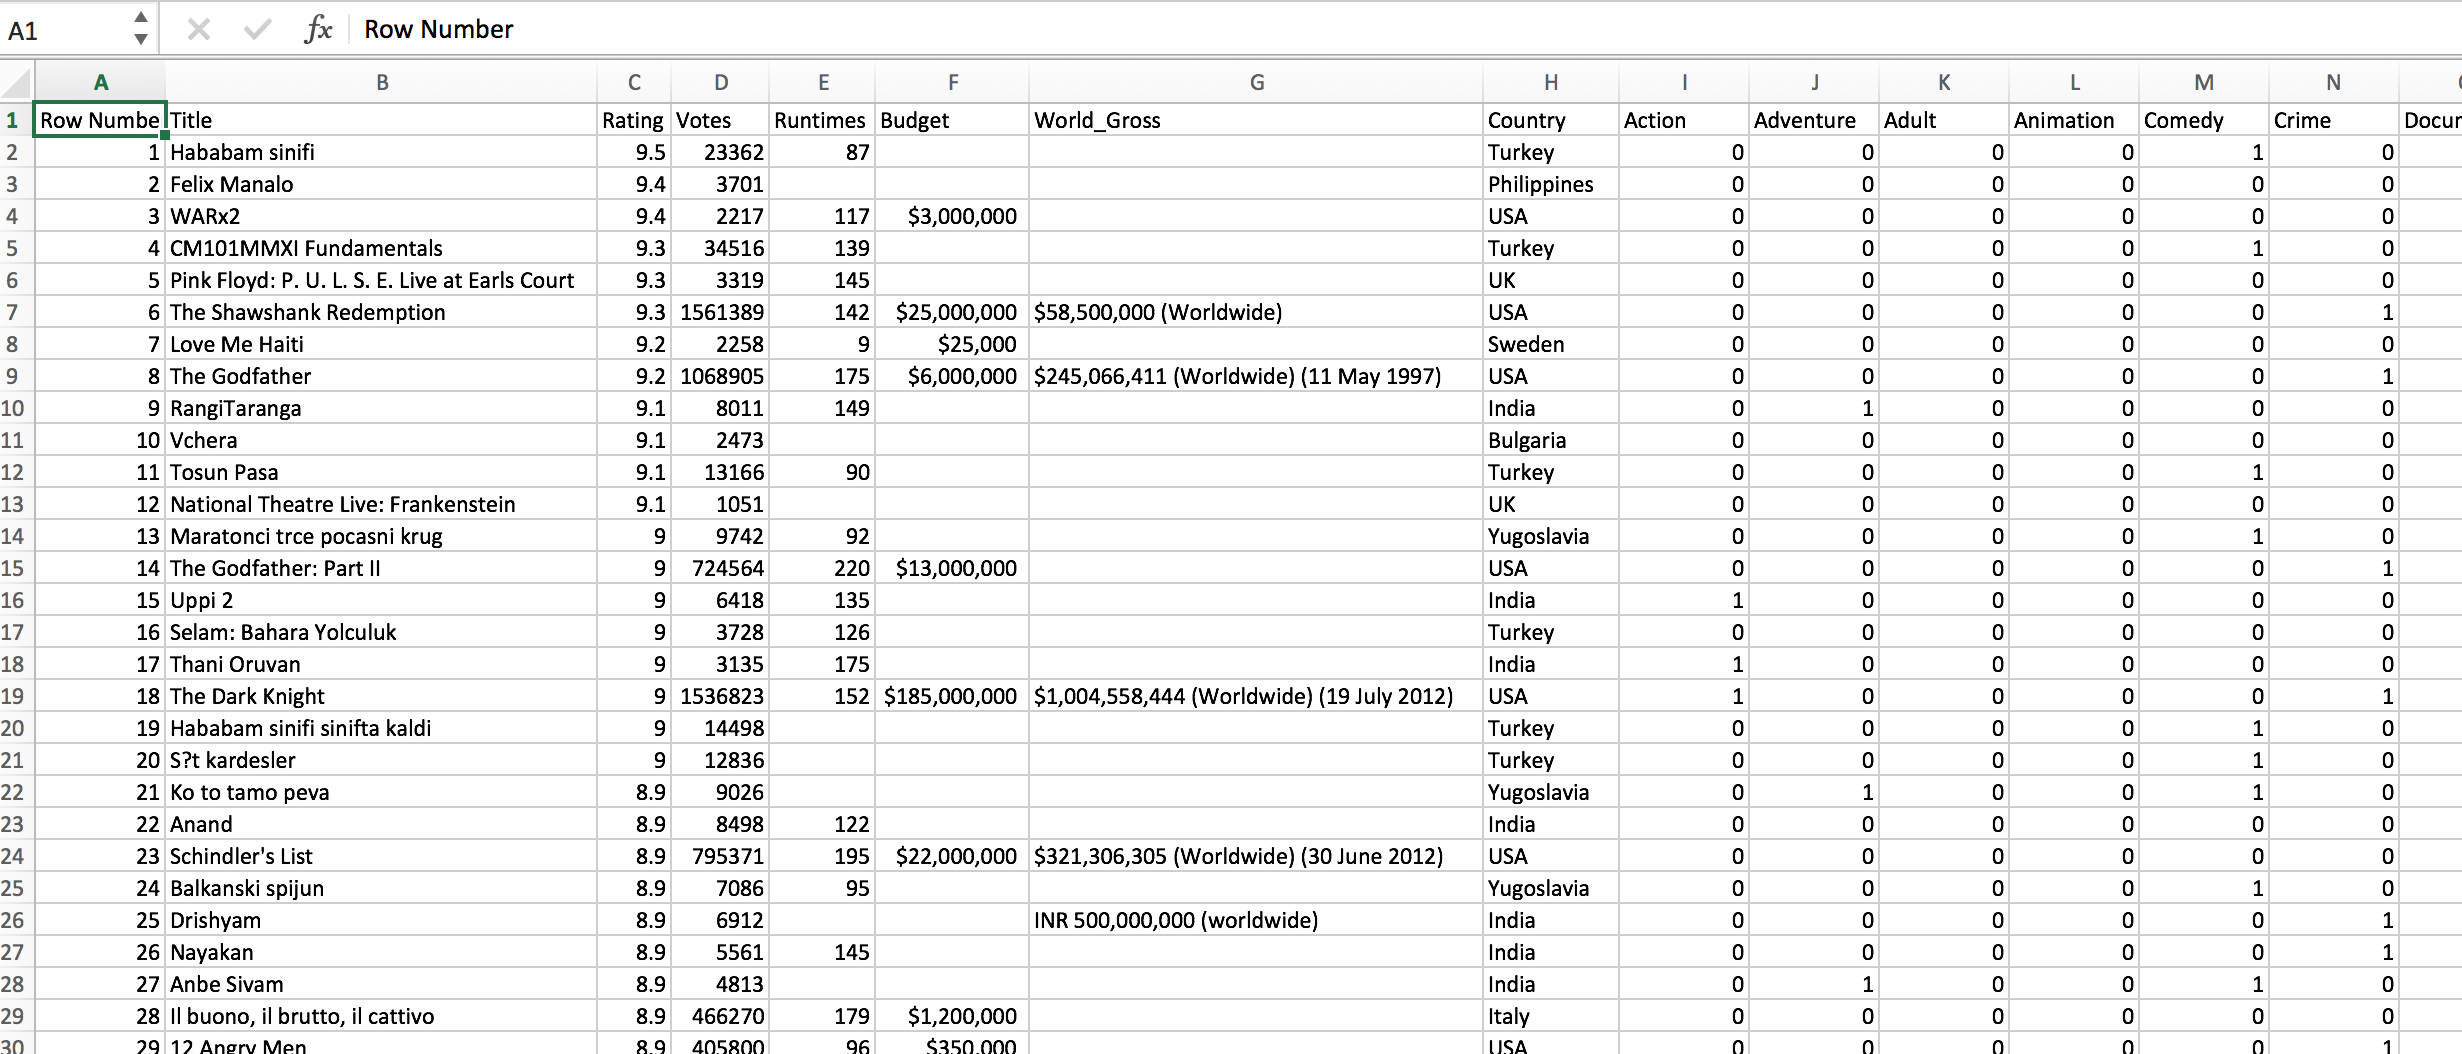 A1 fx Row Number
A B C D E F G H I J K L M N
1 Row Numbe Title Rating Votes Runtimes Budget World_Gross Country Action Adventure Adult Animation Comedy Crime Docur
2 1 Hababam sinifi 9.5 23362 87 Turkey 0 0 0 0 1 0
3 2 Felix Manalo 9.4 3701 Philippines 0 0 0 0 0 0
4 3 WARx2 9.4 2217 117 $3,000,000 USA 0 0 0 0 0 0
5 4 CM101MMXI Fundamentals 9.3 34516 139 Turkey 0 0 0 0 1 0
6 5 Pink Floyd: P. U. L. S. E. Live at Earls Court 9.3 3319 145 UK 0 0 0 0 0 0
7 6 The Shawshank Redemption 9.3 1561389 142 $25,000,000 $58,500,000 (Worldwide) USA 0 0 0 0 0 1
8 7 Love Me Haiti 9.2 2258 9 $25,000 Sweden 0 0 0 0 0 0
9 8 The Godfather 9.2 1068905 175 $6,000,000 $245,066,411 (Worldwide) (11 May 1997) USA 0 0 0 0 0 1
10 9 RangiTaranga 9.1 8011 149 India 0 1 0 0 0 0
11 10 Vchera 9.1 2473 Bulgaria 0 0 0 0 0 0
12 11 Tosun Pasa 9.1 13166 90 Turkey 0 0 0 0 1 0
13 12 National Theatre Live: Frankenstein 9.1 1051 UK 0 0 0 0 0 0
14 13 Maratonci trce pocasni krug 9 9742 92 Yugoslavia 0 0 0 0 1 0
15 14 The Godfather: Part II 9 724564 220 $13,000,000 USA 0 0 0 0 0 1
16 15 Uppi 2 9 6418 135 India 1 0 0 0 0 0
17 16 Selam: Bahara Yolculuk 9 3728 126 Turkey 0 0 0 0 0 0
18 17 Thani Oruvan 9 3135 175 India 1 0 0 0 0 0
19 18 The Dark Knight 9 1536823 152 $185,000,000 $1,004,558,444 (Worldwide) (19 July 2012) USA 1 0 0 0 0 1
20 19 Hababam sinifi sinifta kaldi 9 14498 Turkey 0 0 0 0 1 0
21 20 S?t kardesler 9 12836 Turkey 0 0 0 0 1 0
22 21 Ko to tamo peva 8.9 9026 Yugoslavia 0 1 0 0 1 0
23 22 Anand 8.9 8498 122 India 0 0 0 0 0 0
24 23 Schindler's List 8.9 795371 195 $22,000,000 $321,306,305 (Worldwide) (30 June 2012) USA 0 0 0 0 0 0
25 24 Balkanski spijun 8.9 7086 95 Yugoslavia 0 0 0 0 1 0
26 25 Drishyam 8.9 6912 INR 500,000,000 (worldwide) India 0 0 0 0 0 1
27 26 Nayakan 8.9 5561 145 India 0 0 0 0 0 1
28 27 Anbe Sivam 8.9 4813 India 0 1 0 0 1 0
29 28 Il buono, il brutto, il cattivo 8.9 466270 179 $1,200,000 Italy 0 0 0 0 0 0
30 29 12 Angry Men 8.9 405800 96 $350,000 USA 0 0 0 0 0 1